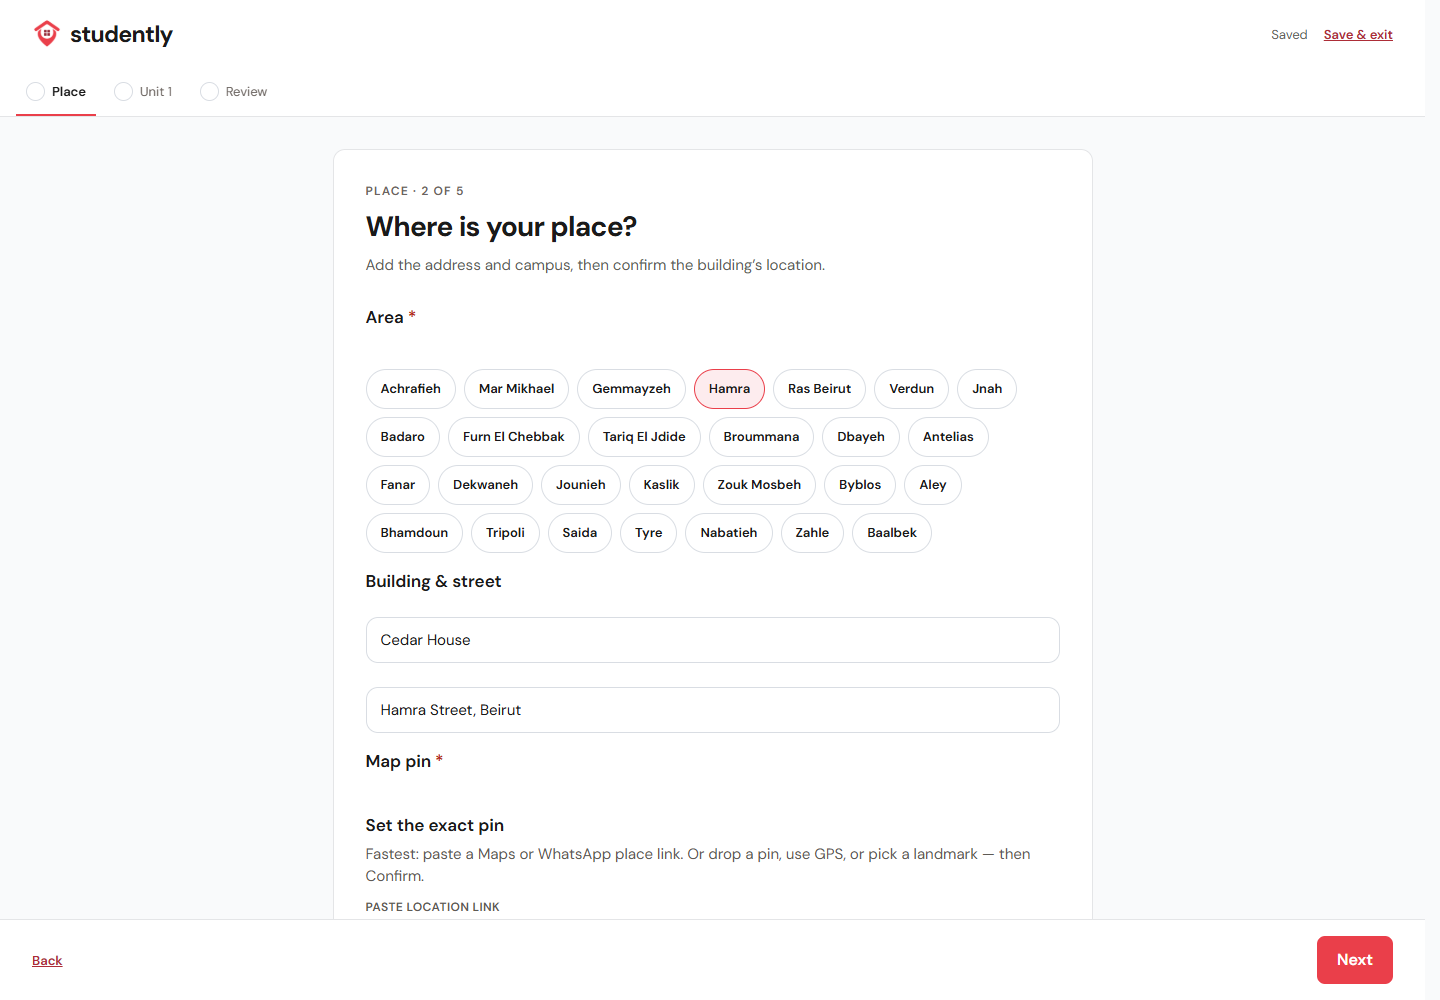 studently
Saved Save & exit
Place Unit 1 Review
PLACE · 2 OF 5
Where is your place?
Add the address and campus, then confirm the building's location.
Area *
Achrafieh Mar Mikhael Gemmayzeh Hamra Ras Beirut Verdun Jnah
Badaro Furn El Chebbak Tariq El Jdide Broummana Dbayeh Antelias
Fanar Dekwaneh Jounieh Kaslik Zouk Mosbeh Byblos Aley
Bhamdoun Tripoli Saida Tyre Nabatieh Zahle Baalbek
Building & street
Cedar House
Hamra Street, Beirut
Map pin *
Set the exact pin
Fastest: paste a Maps or WhatsApp place link. Or drop a pin, use GPS, or pick a landmark — then
Confirm.
PASTE LOCATION LINK
Back Next